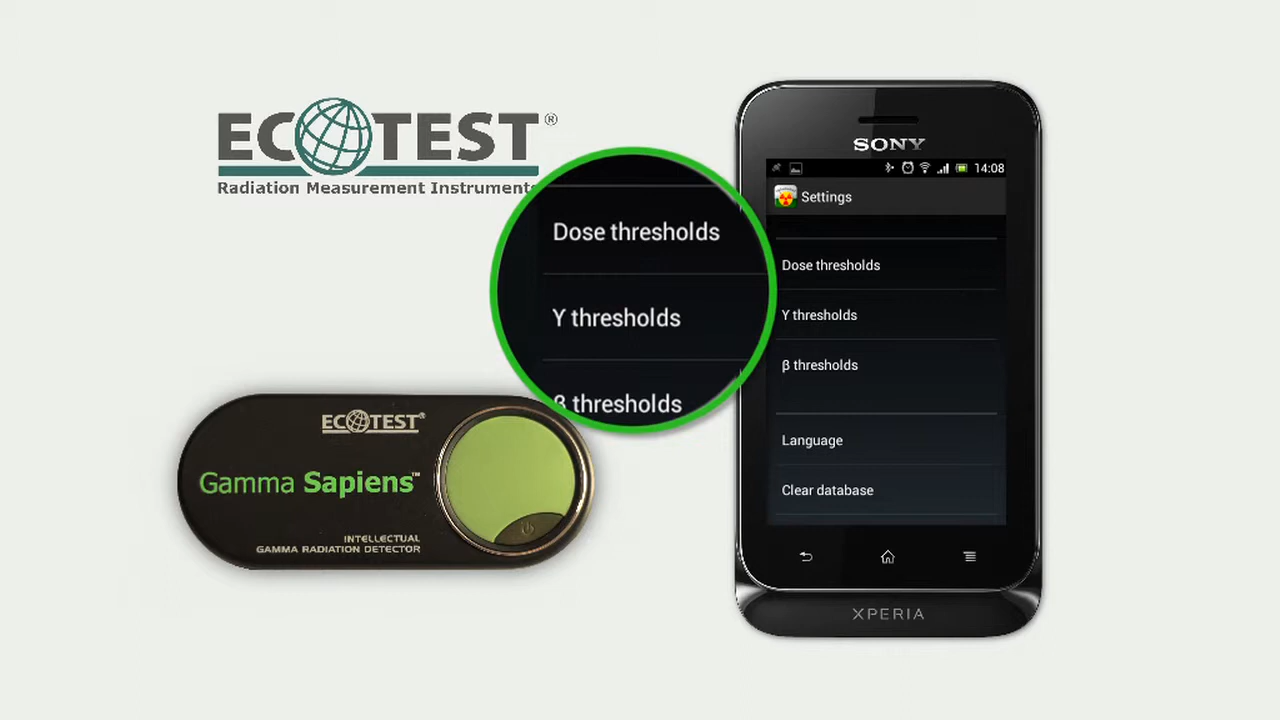 ECOTEST®
Radiation Measurement Instruments
Dose thresholds
Y thresholds
β thresholds
ECOTEST®
Gamma Sapiens™
INTELLECTUAL
GAMMA RADIATION DETECTOR
SONY
14:08
Settings
Dose thresholds
Y thresholds
β thresholds
Language
Clear database
XPERIA